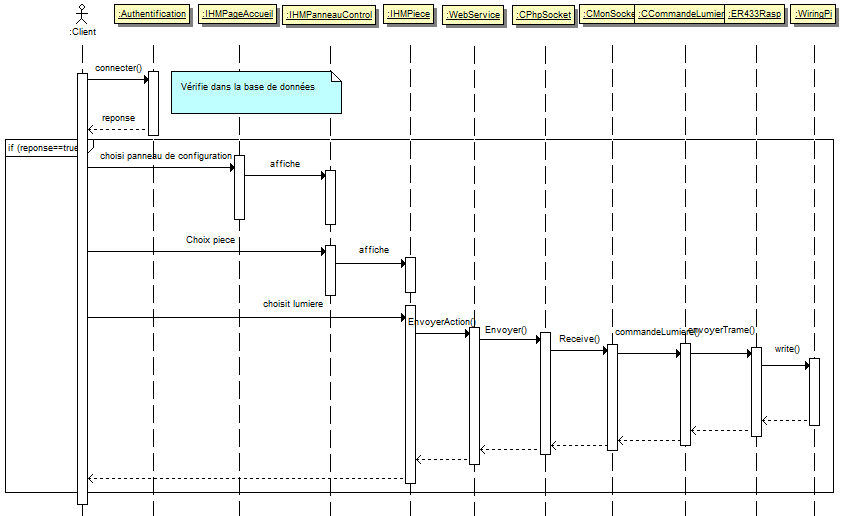 :Client
:Authentification
:IHMPageAccueil
:IHMPanneauControl
:IHMPiece
:WebService
:CPhpSocket
:CMonSocke
:CCommandeLumier
:ER433Rasp
:WiringPi
connecter()
Vérifie dans la base de données
reponse
if (reponse==true
choisi panneau de configuration
affiche
Choix piece
affiche
choisit lumiere
EnvoyerAction()
Envoyer()
Receive()
commandeLumiere()
envoyerTrame()
write()